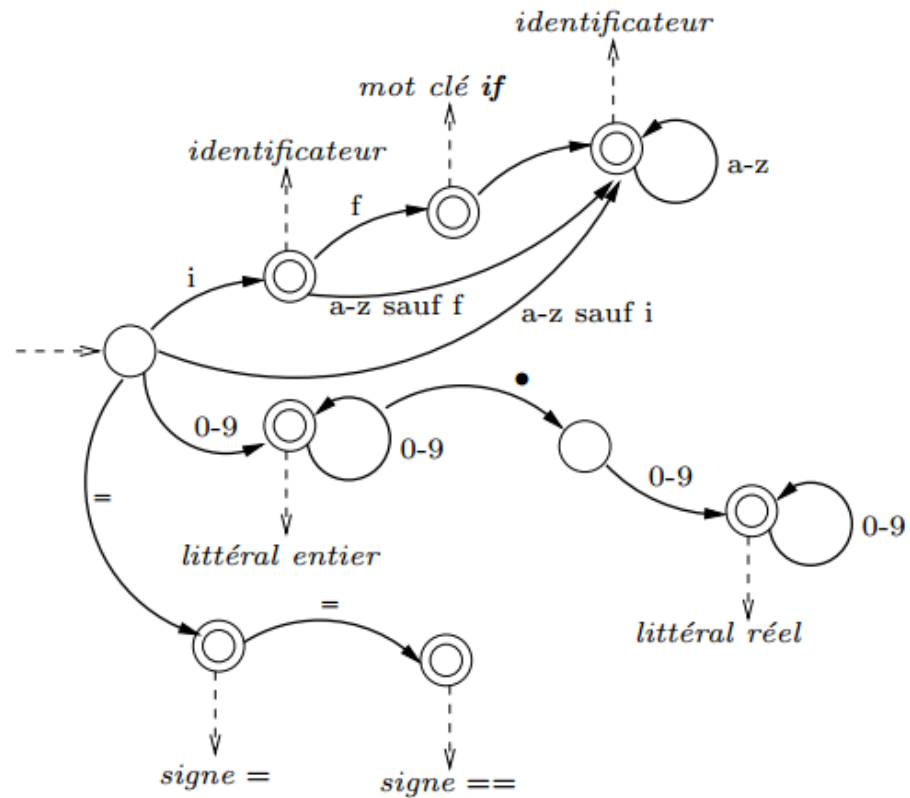 identificateur
mot clé if
identificateur
a-z
f
i
a-z sauf f
a-z sauf i
•
0-9
0-9
0-9
0-9
=
littéral entier
=
littéral réel
signe =
signe ==